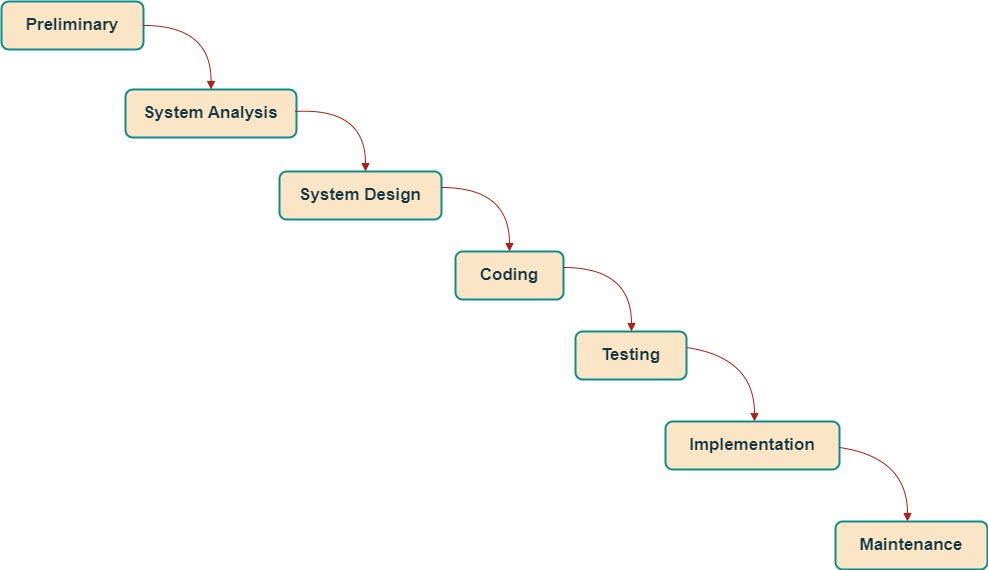 Preliminary
System Analysis
System Design
Coding
Testing
Implementation
Maintenance